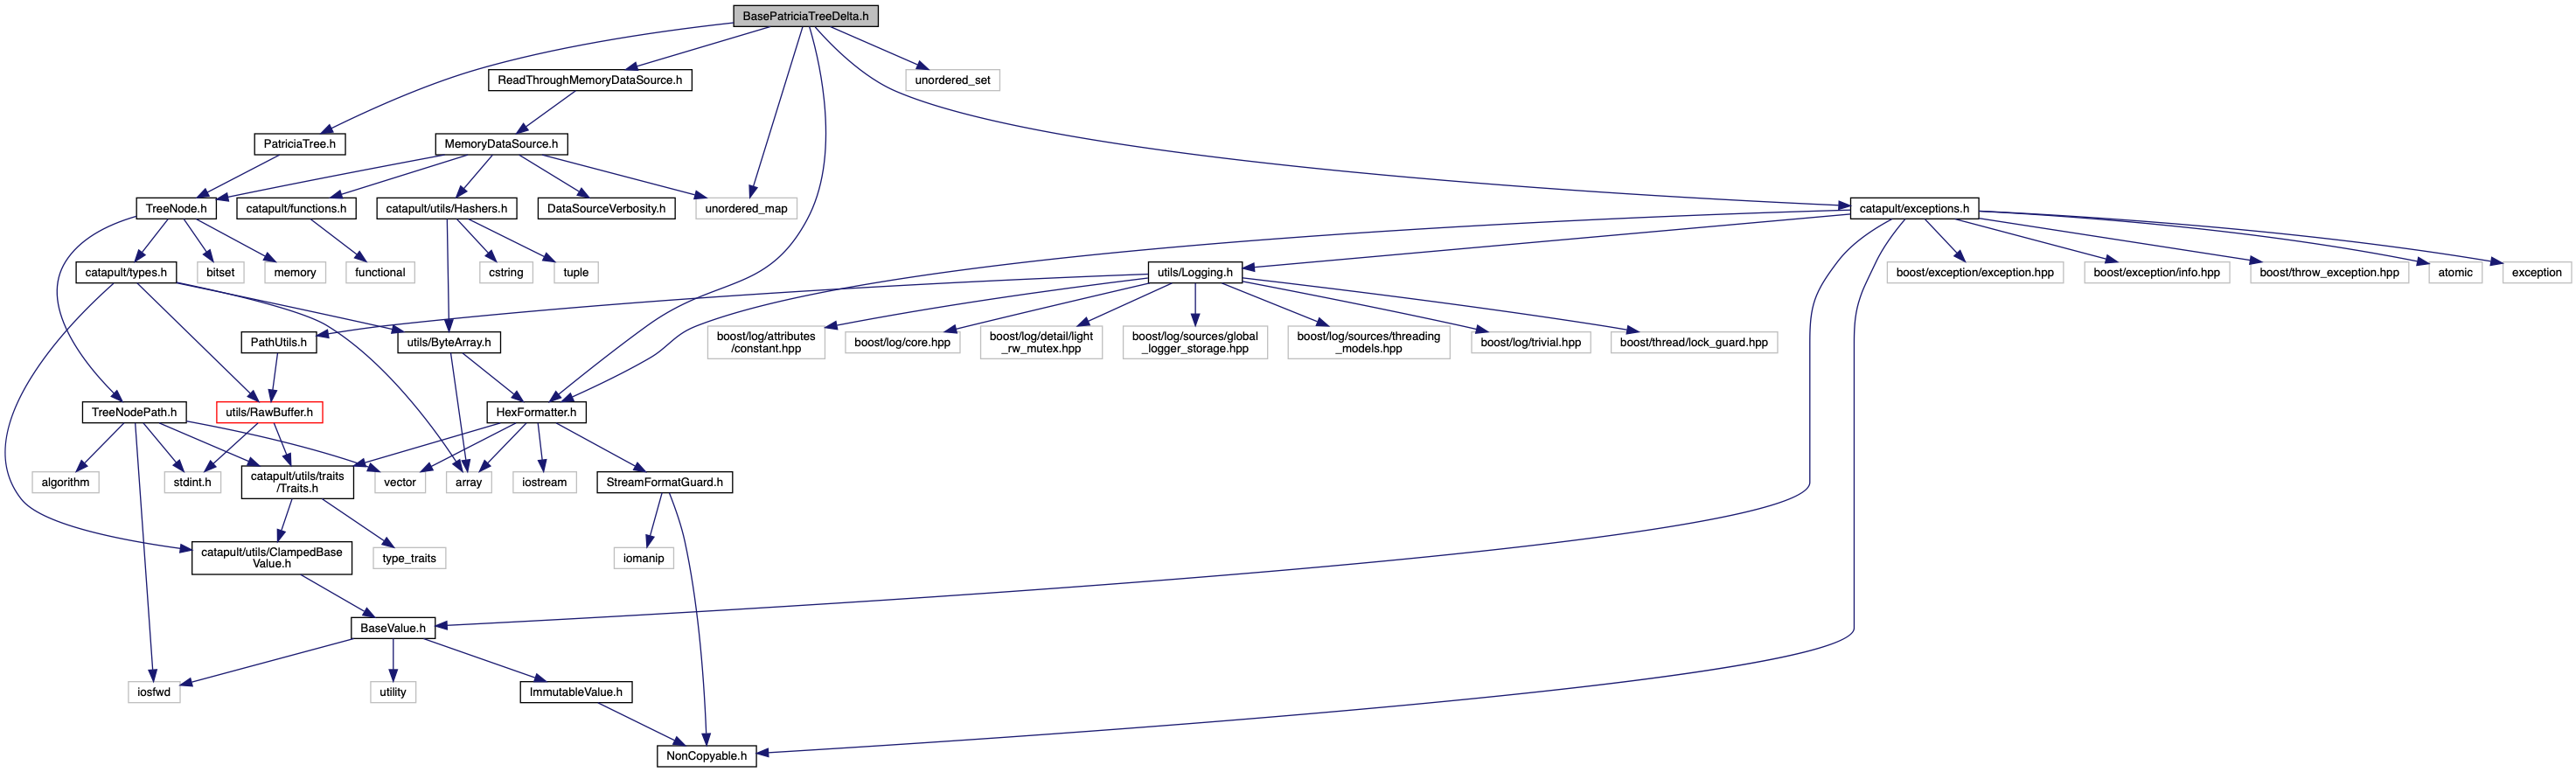 BasePatriciaTreeDelta.h
ReadThroughMemoryDataSource.h
unordered_set
PatriciaTree.h
MemoryDataSource.h
TreeNode.h
catapult/functions.h
catapult/utils/Hashers.h
DataSourceVerbosity.h
unordered_map
catapult/exceptions.h
catapult/types.h
bitset
memory
functional
cstring
tuple
utils/Logging.h
boost/exception/exception.hpp
boost/exception/info.hpp
boost/throw_exception.hpp
atomic
exception
PathUtils.h
utils/ByteArray.h
boost/log/attributes
/constant.hpp
boost/log/core.hpp
boost/log/detail/light
_rw_mutex.hpp
boost/log/sources/global
_logger_storage.hpp
boost/log/sources/threading
_models.hpp
boost/log/trivial.hpp
boost/thread/lock_guard.hpp
TreeNodePath.h
utils/RawBuffer.h
HexFormatter.h
algorithm
stdint.h
catapult/utils/traits
/Traits.h
vector
array
iostream
StreamFormatGuard.h
catapult/utils/ClampedBase
Value.h
type_traits
iomanip
BaseValue.h
iosfwd
utility
ImmutableValue.h
NonCopyable.h